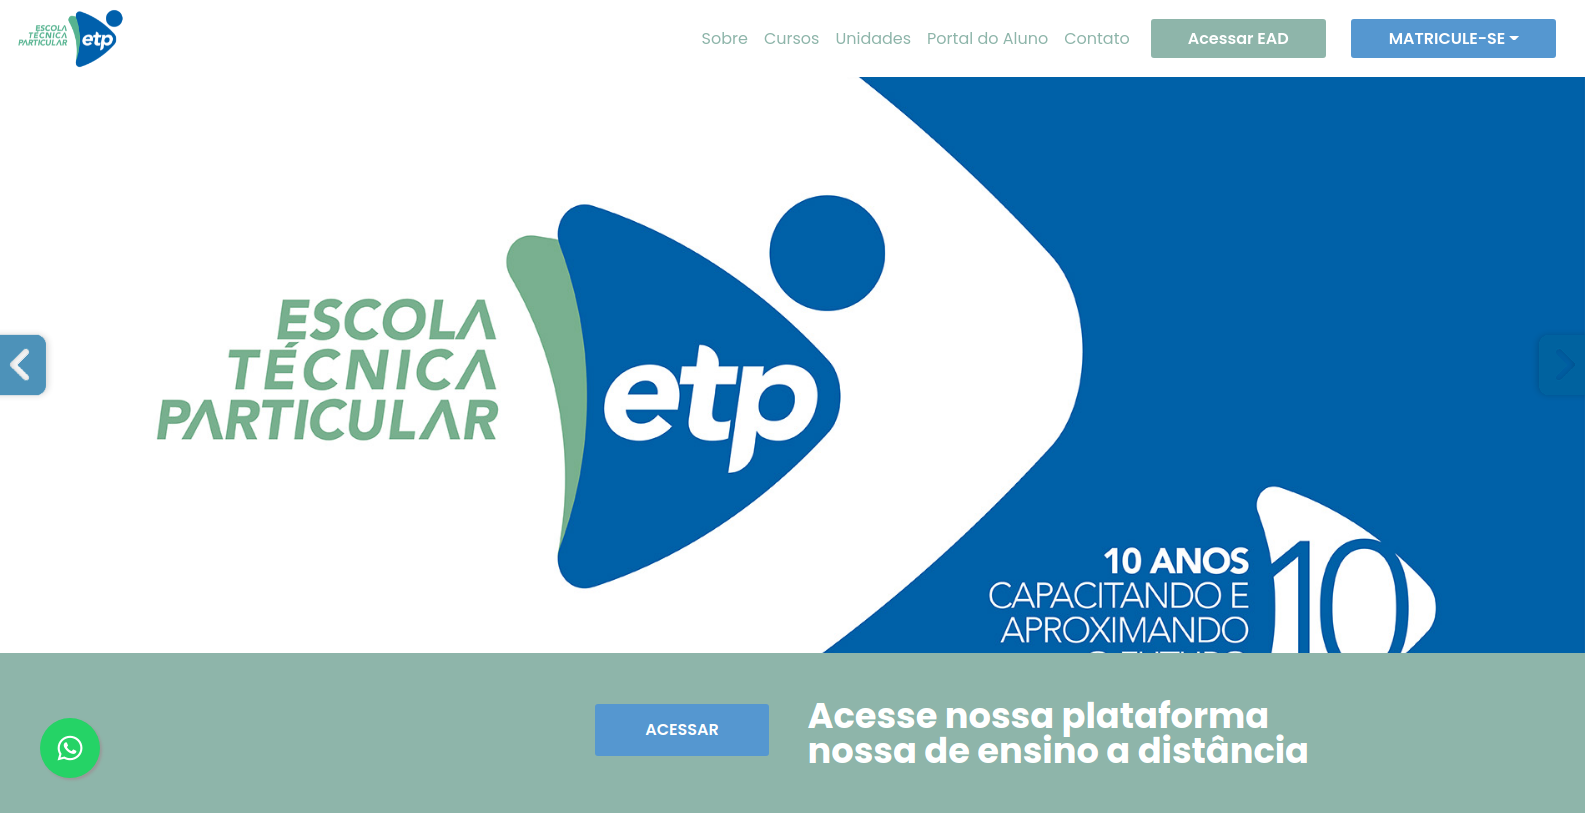 ESCOLA
TÉCNICA
PARTICULAR
etp
Sobre
Cursos
Unidades
Portal do Aluno
Contato
Acessar EAD
MATRICULE-SE
ESCOLA
TÉCNICA
PARTICULAR
etp
10 ANOS
CAPACITANDO E
APROXIMANDO
10
ACESSAR
Acesse nossa plataforma
nossa de ensino a distância